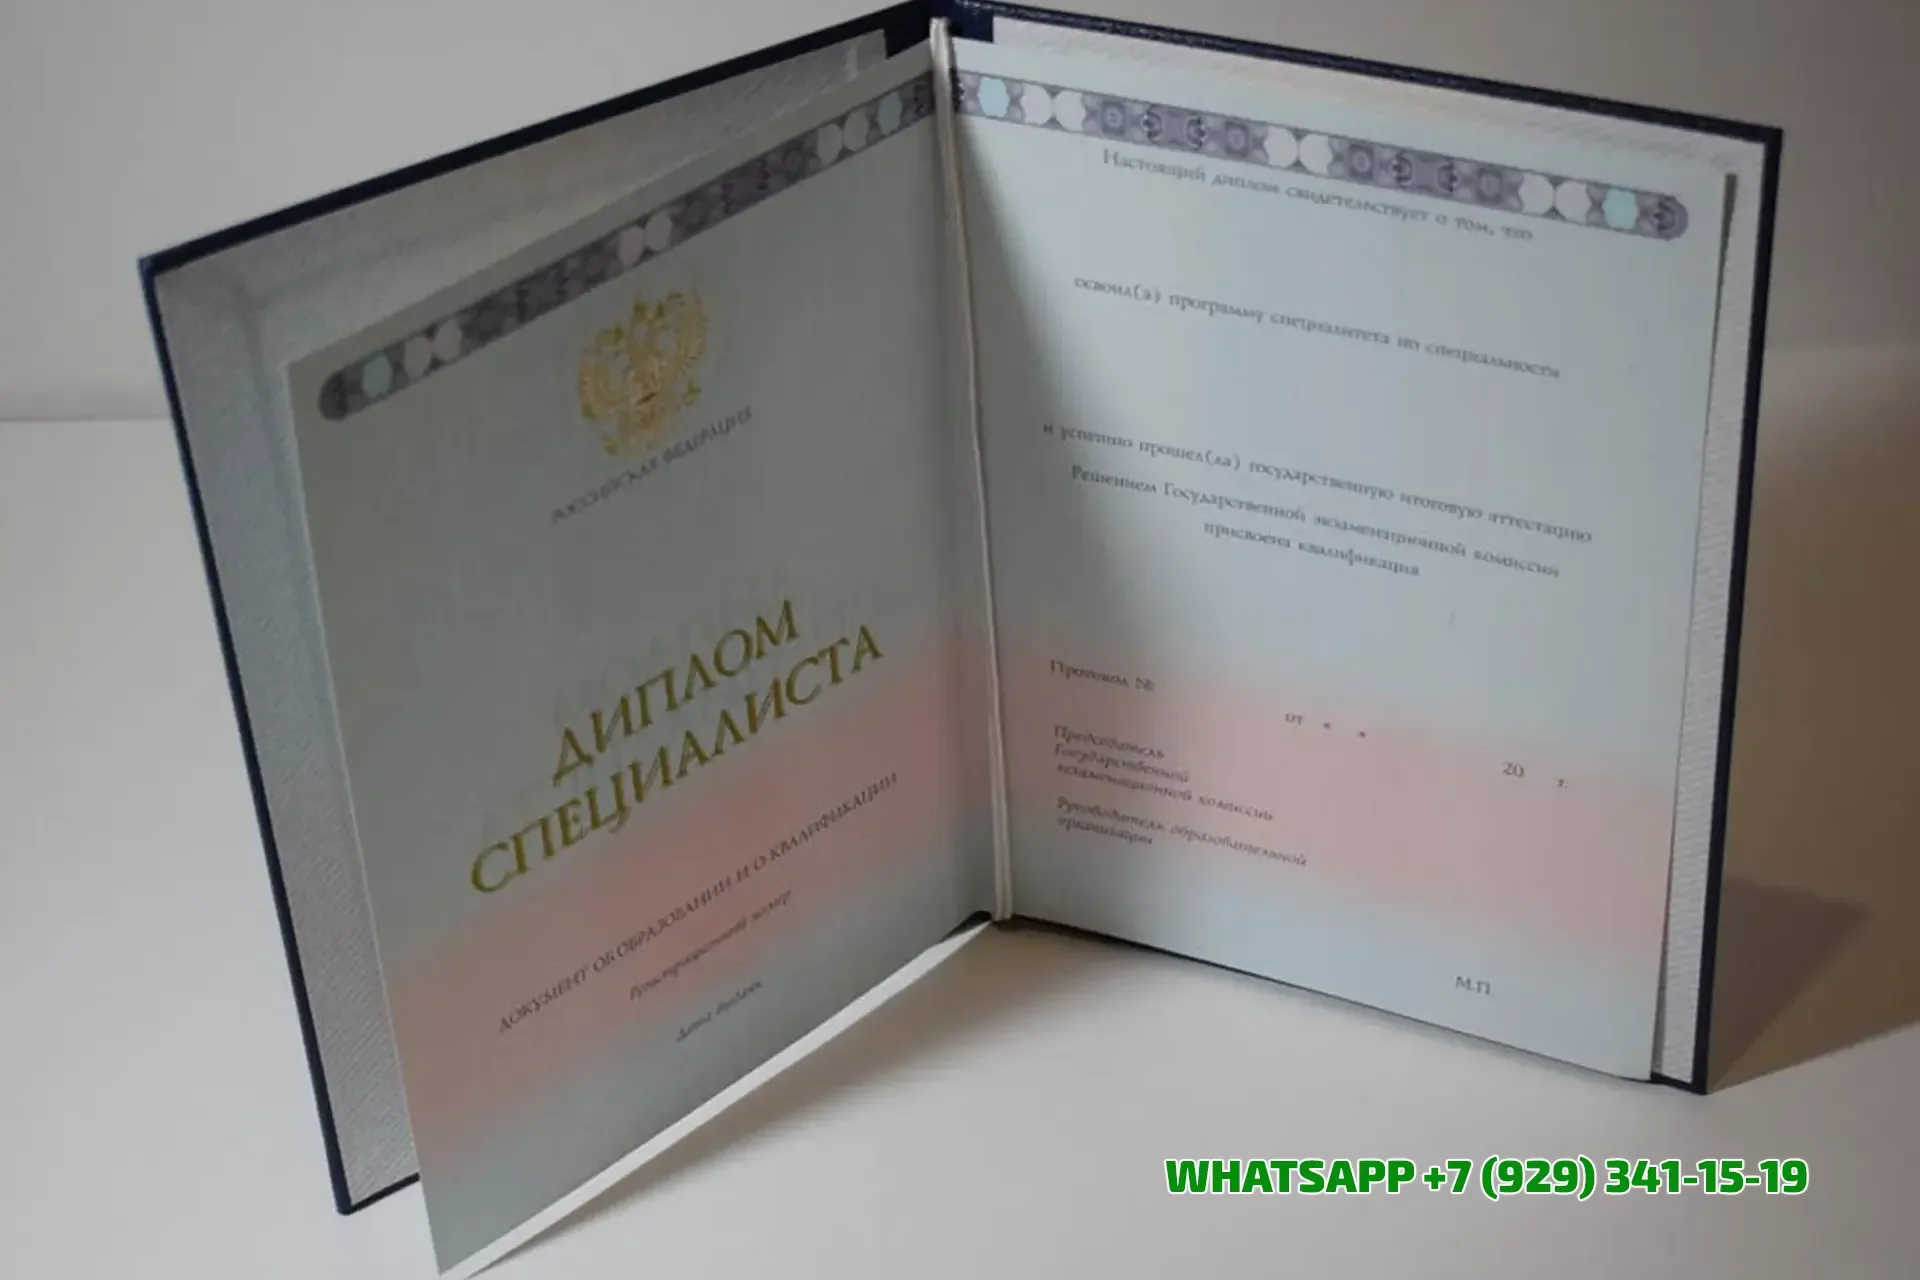 РОССИЙСКАЯ ФЕДЕРАЦИЯ
ДИПЛОМ
СПЕЦИАЛИСТА
ДОКУМЕНТ ОБ ОБРАЗОВАНИИ И О КВАЛИФИКАЦИИ
Регистрационный номер
Дата выдачи
Настоящий диплом свидетельствует о том, что
освоил(а) программу специалитета по специальности
и успешно прошел(ла) государственную итоговую аттестацию
Решением Государственной экзаменационной комиссии
присвоена квалификация
Протокол №
от « » 20 г.
Председатель
Государственной
экзаменационной комиссии
Руководитель образовательной
организации
М.П.
WHATSAPP +7 (929) 341-15-19